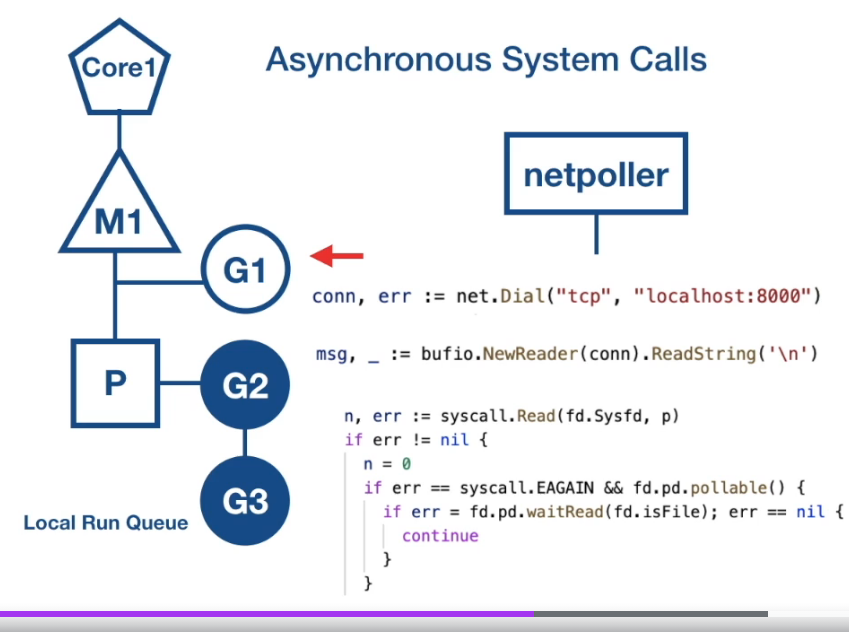 Core1
Asynchronous System Calls
netpoller
M1
G1
conn, err := net.Dial("tcp", "localhost:8000")
msg, _ := bufio.NewReader(conn).ReadString('\n')
P
G2
n, err := syscall.Read(fd.Sysfd, p)
if err != nil {
n = 0
if err == syscall.EAGAIN && fd.pd.pollable() {
if err = fd.pd.waitRead(fd.isFile); err == nil {
continue
}
}
G3
Local Run Queue